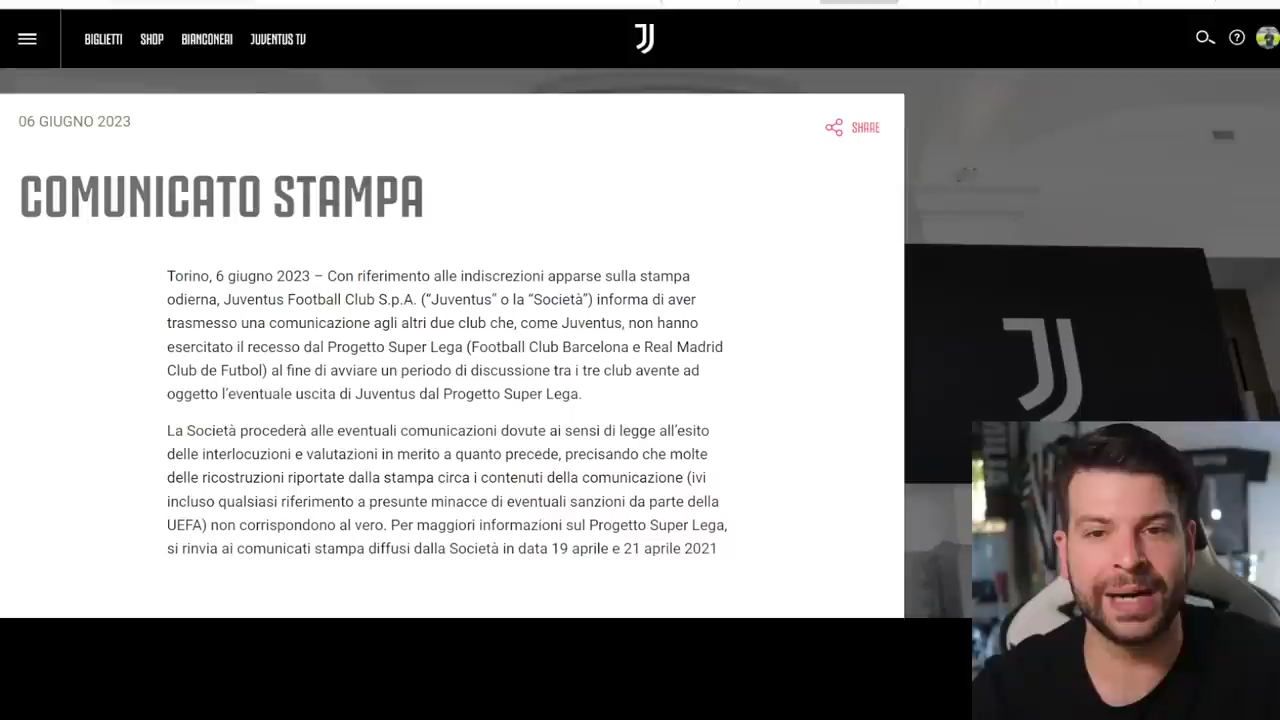 BIGLIETTI SHOP BIANCONERI JUVENTUS TV
06 GIUGNO 2023
SHARE
COMUNICATO STAMPA
Torino, 6 giugno 2023 – Con riferimento alle indiscrezioni apparse sulla stampa
odierna, Juventus Football Club S.p.A. (“Juventus” o la “Società”) informa di aver
trasmesso una comunicazione agli altri due club che, come Juventus, non hanno
esercitato il recesso dal Progetto Super Lega (Football Club Barcelona e Real Madrid
Club de Futbol) al fine di avviare un periodo di discussione tra i tre club avente ad
oggetto l’eventuale uscita di Juventus dal Progetto Super Lega.
La Società procederà alle eventuali comunicazioni dovute ai sensi di legge all’esito
delle interlocuzioni e valutazioni in merito a quanto precede, precisando che molte
delle ricostruzioni riportate dalla stampa circa i contenuti della comunicazione (ivi
incluso qualsiasi riferimento a presunte minacce di eventuali sanzioni da parte della
UEFA) non corrispondono al vero. Per maggiori informazioni sul Progetto Super Lega,
si rinvia ai comunicati stampa diffusi dalla Società in data 19 aprile e 21 aprile 2021